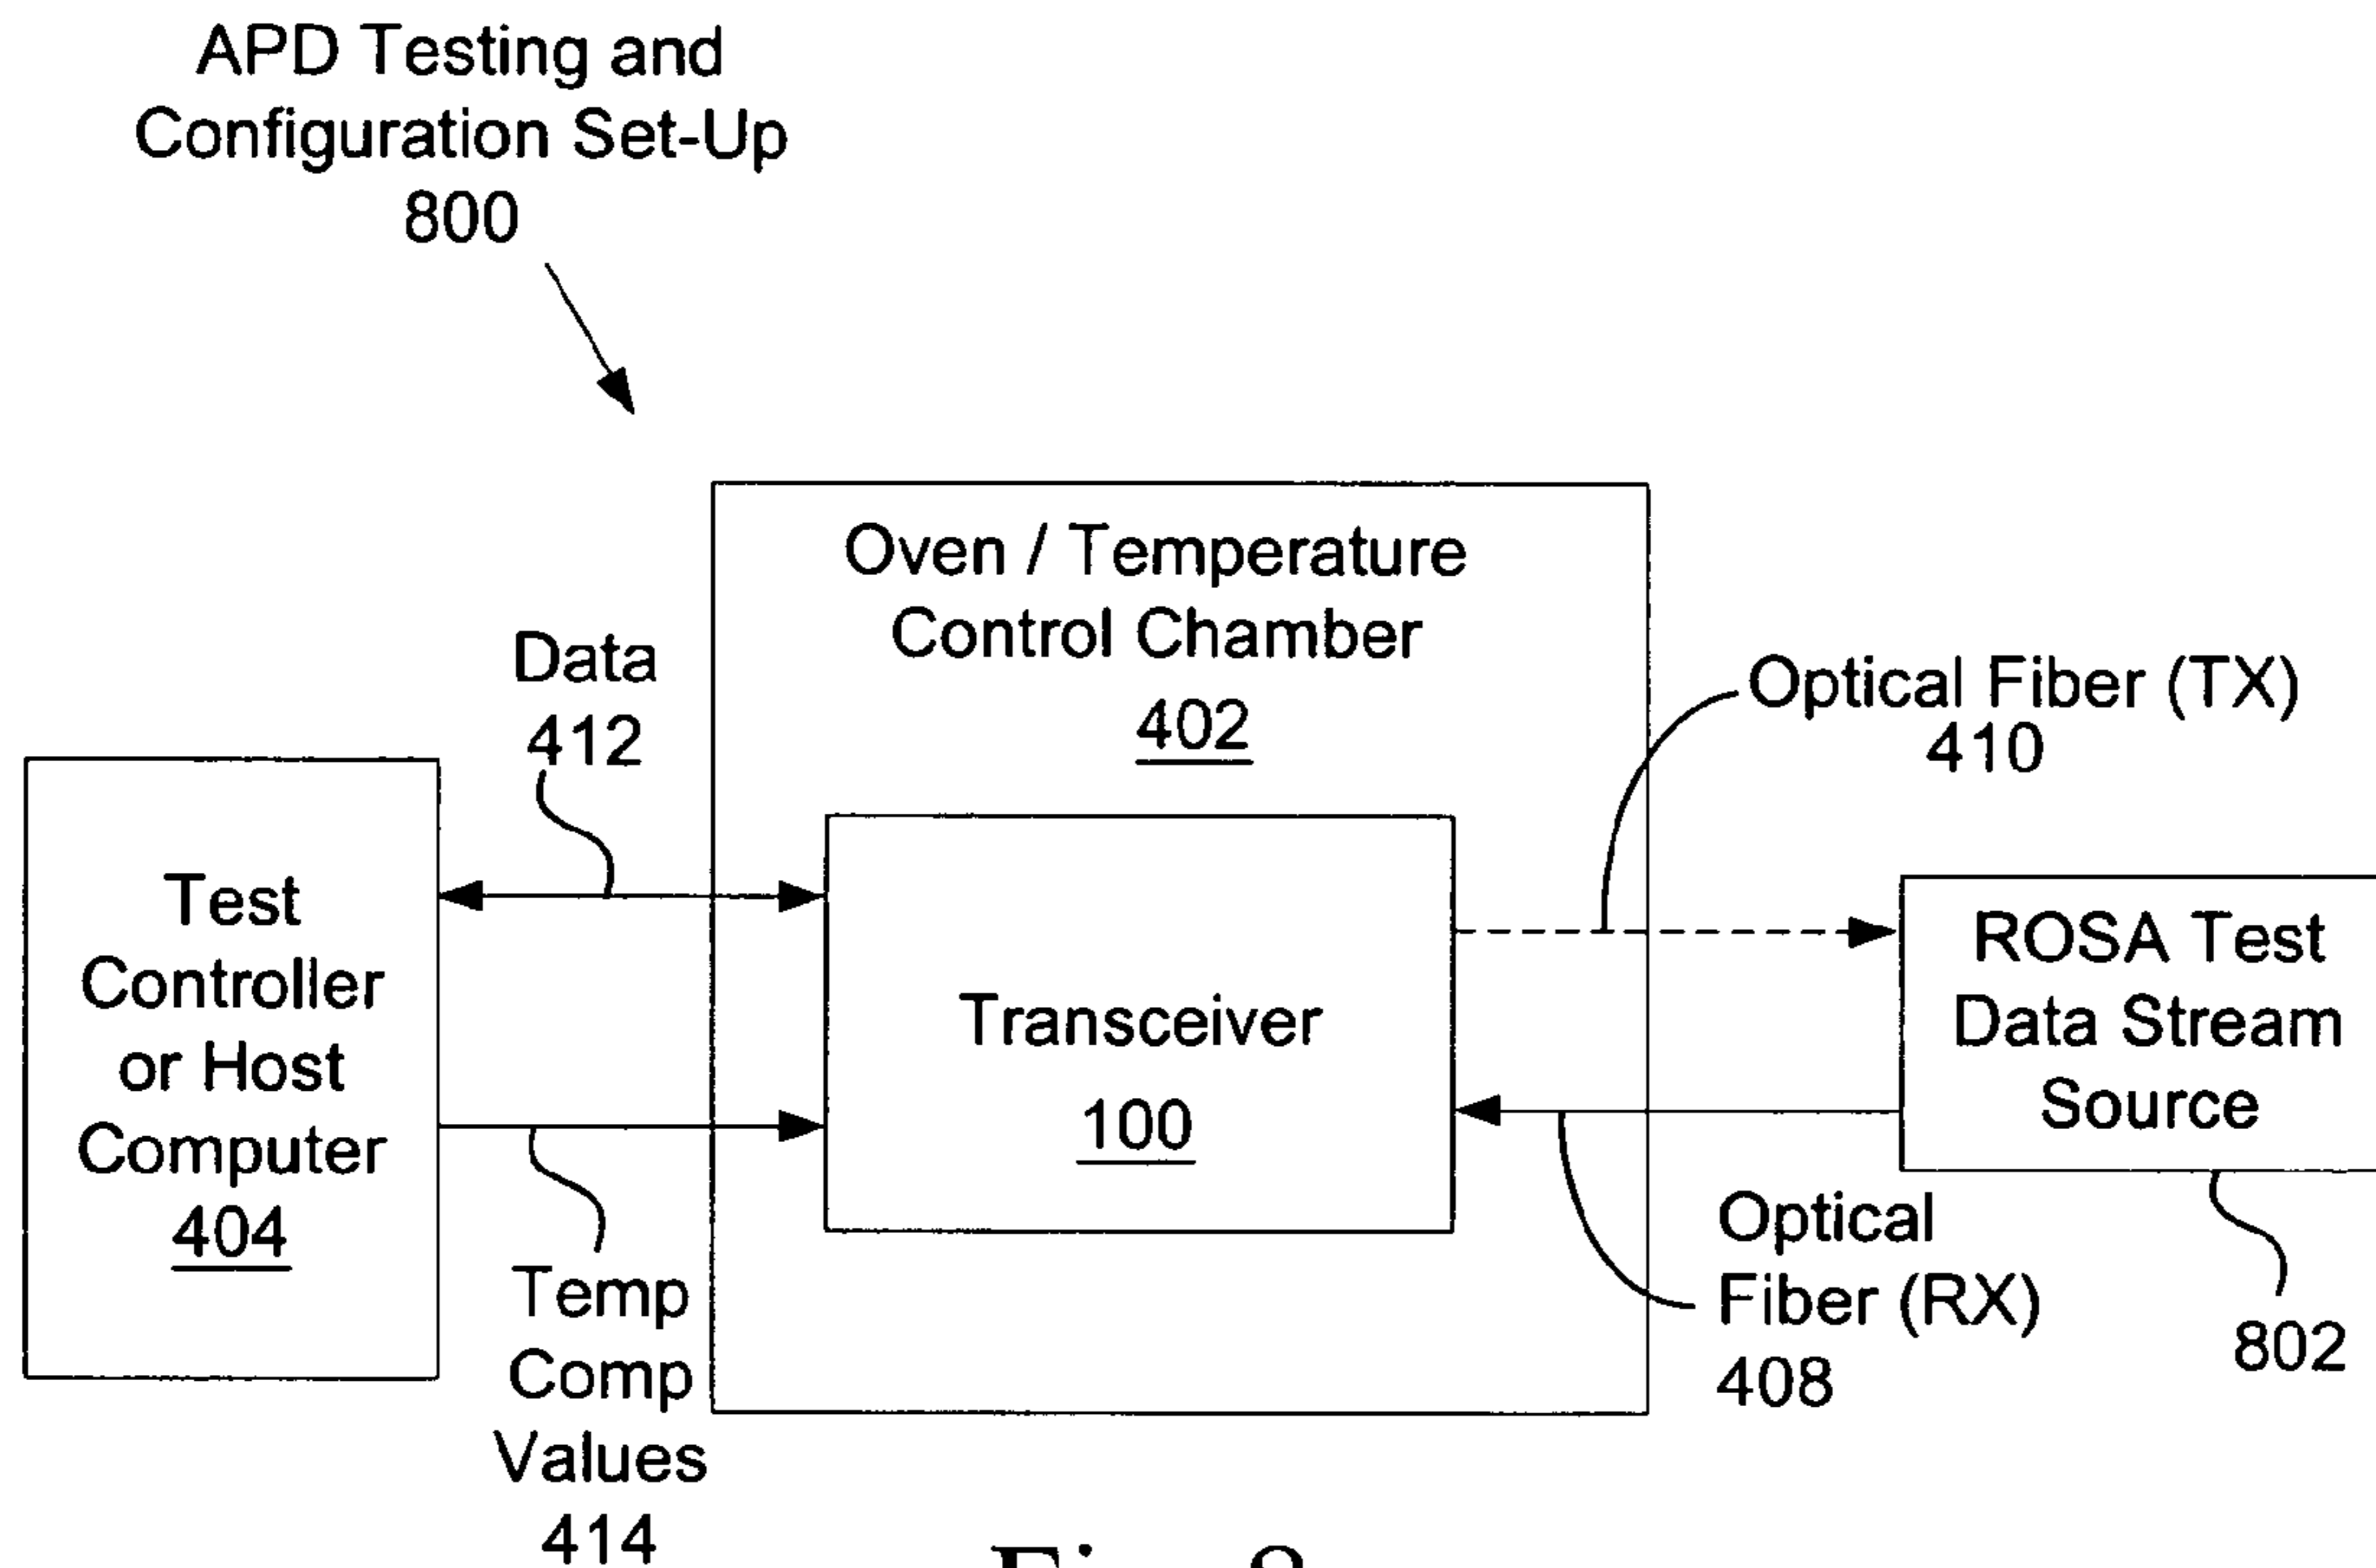 APD Testing and
Configuration Set-Up
800
Oven / Temperature
Control Chamber
402
Data
412
Optical Fiber (TX)
410
Test
Controller
or Host
Computer
404
Transceiver
100
ROSA Test
Data Stream
Source
802
Temp
Comp
Values
414
Optical
Fiber (RX)
408
Fig. 8